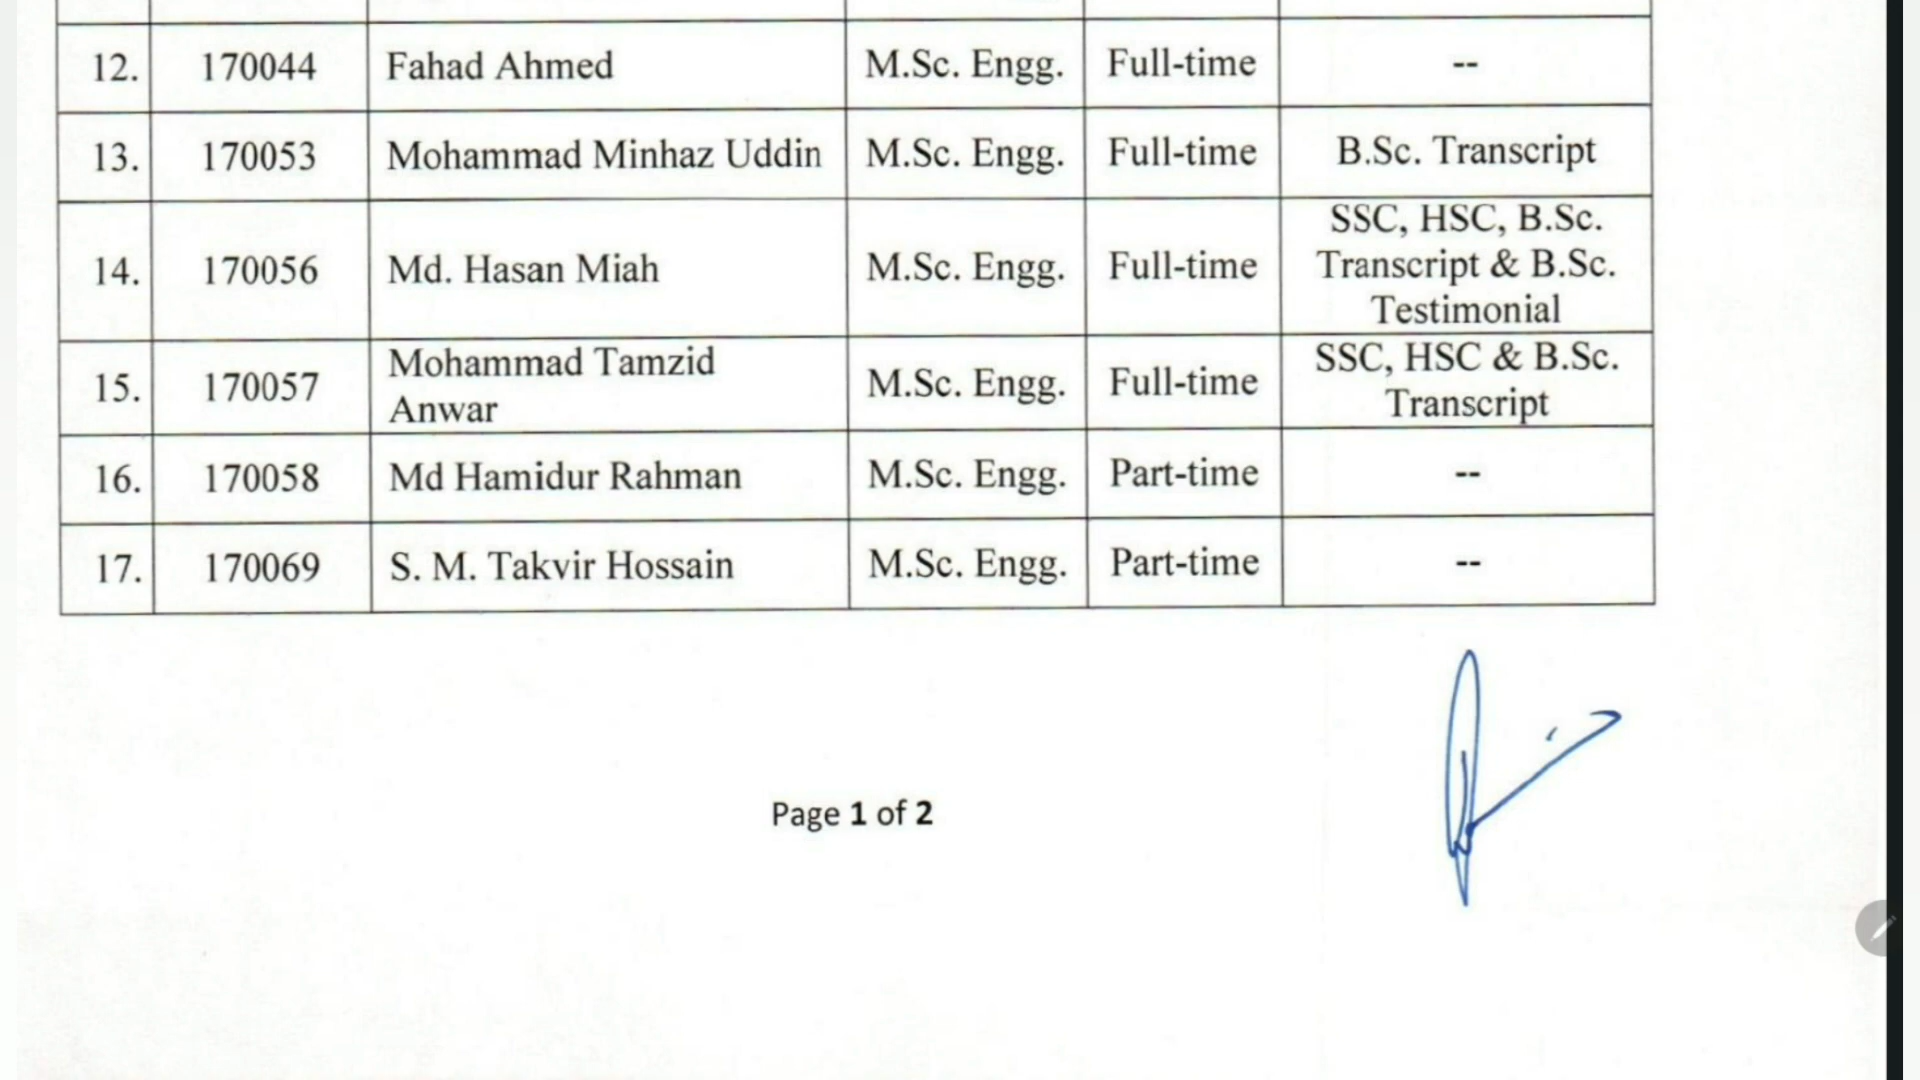 12. 170044 Fahad Ahmed M.Sc. Engg. Full-time --
13. 170053 Mohammad Minhaz Uddin M.Sc. Engg. Full-time B.Sc. Transcript
14. 170056 Md. Hasan Miah M.Sc. Engg. Full-time SSC, HSC, B.Sc.
Transcript & B.Sc.
Testimonial
15. 170057 Mohammad Tamzid M.Sc. Engg. Full-time SSC, HSC & B.Sc.
Anwar Transcript
16. 170058 Md Hamidur Rahman M.Sc. Engg. Part-time --
17. 170069 S. M. Takvir Hossain M.Sc. Engg. Part-time --
Page 1 of 2